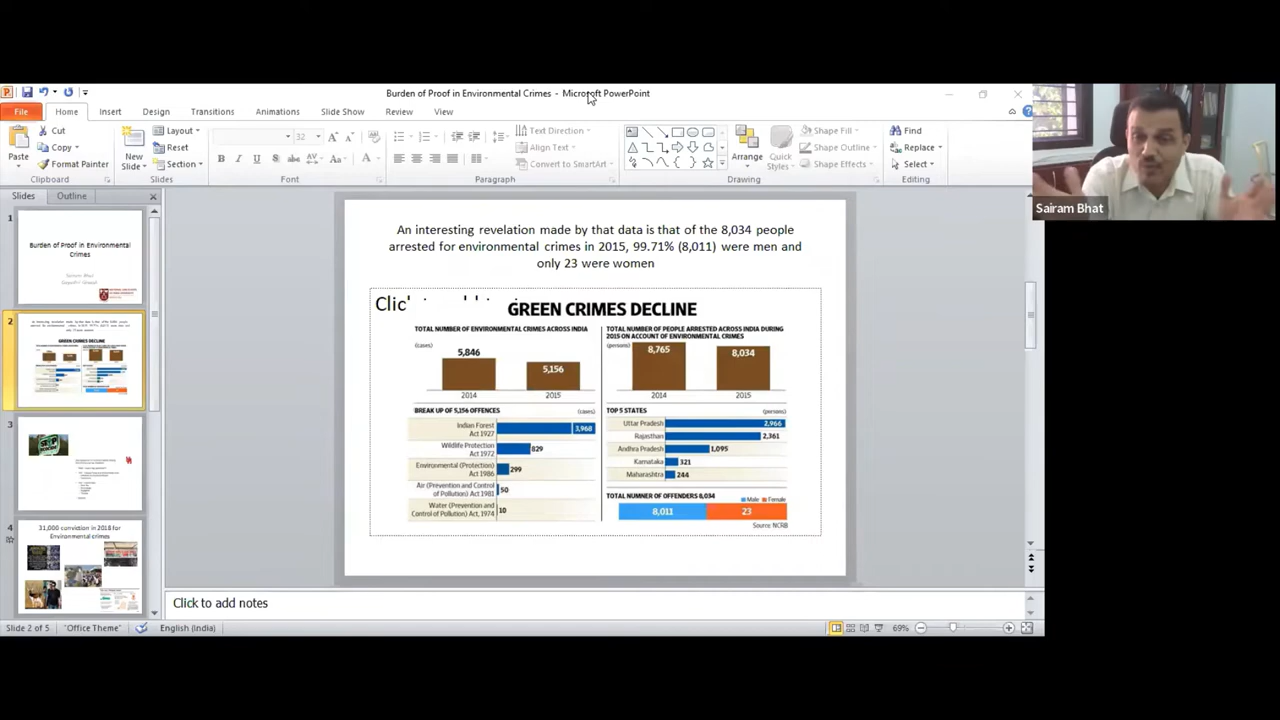 Burden of Proof in Environmental Crimes - Microsoft PowerPoint
File Home Insert Design Transitions Animations Slide Show Review View
Paste
Cut
Copy
Format Painter
Clipboard
New Slide
Layout
Reset
Section
Slides
32
Font
Paragraph
Text Direction
Align Text
Convert to SmartArt
Arrange
Quick Styles
Shape Fill
Shape Outline
Shape Effects
Drawing
Find
Replace
Select
Editing
Sairam Bhat
Slides Outline
1
Burden of Proof in Environmental
Crimes
2
3
4
31,000 conviction in 2016 for
Environmental crimes
An interesting revelation made by that data is that of the 8,034 people
arrested for environmental crimes in 2015, 99.71% (8,011) were men and
only 23 were women
GREEN CRIMES DECLINE
TOTAL NUMBER OF ENVIRONMENTAL CRIMES ACROSS INDIA
(cases)
5,846
5,156
2014 2015
TOTAL NUMBER OF PEOPLE ARRESTED ACROSS INDIA DURING
2015 ON ACCOUNT OF ENVIRONMENTAL CRIMES
(persons)
8,765
8,034
2014 2015
BREAK UP OF 5,156 OFFENCES (cases)
Indian Forest
Act 1927 3,968
Wildlife Protection
Act 1972 829
Environmental (Protection)
Act 1986 299
Air (Prevention and Control
of Pollution) Act 1981 50
Water (Prevention and
Control of Pollution) Act, 1974 10
TOP 5 STATES (persons)
Uttar Pradesh 2,966
Rajasthan 2,361
Andhra Pradesh 1,095
Karnataka 321
Maharashtra 244
TOTAL NUMNER OF OFFENDERS 8,034
Male Female
8,011 23
Source: NCRB
Click to add notes
Slide 2 of 5 "Office Theme" English (India) 69%